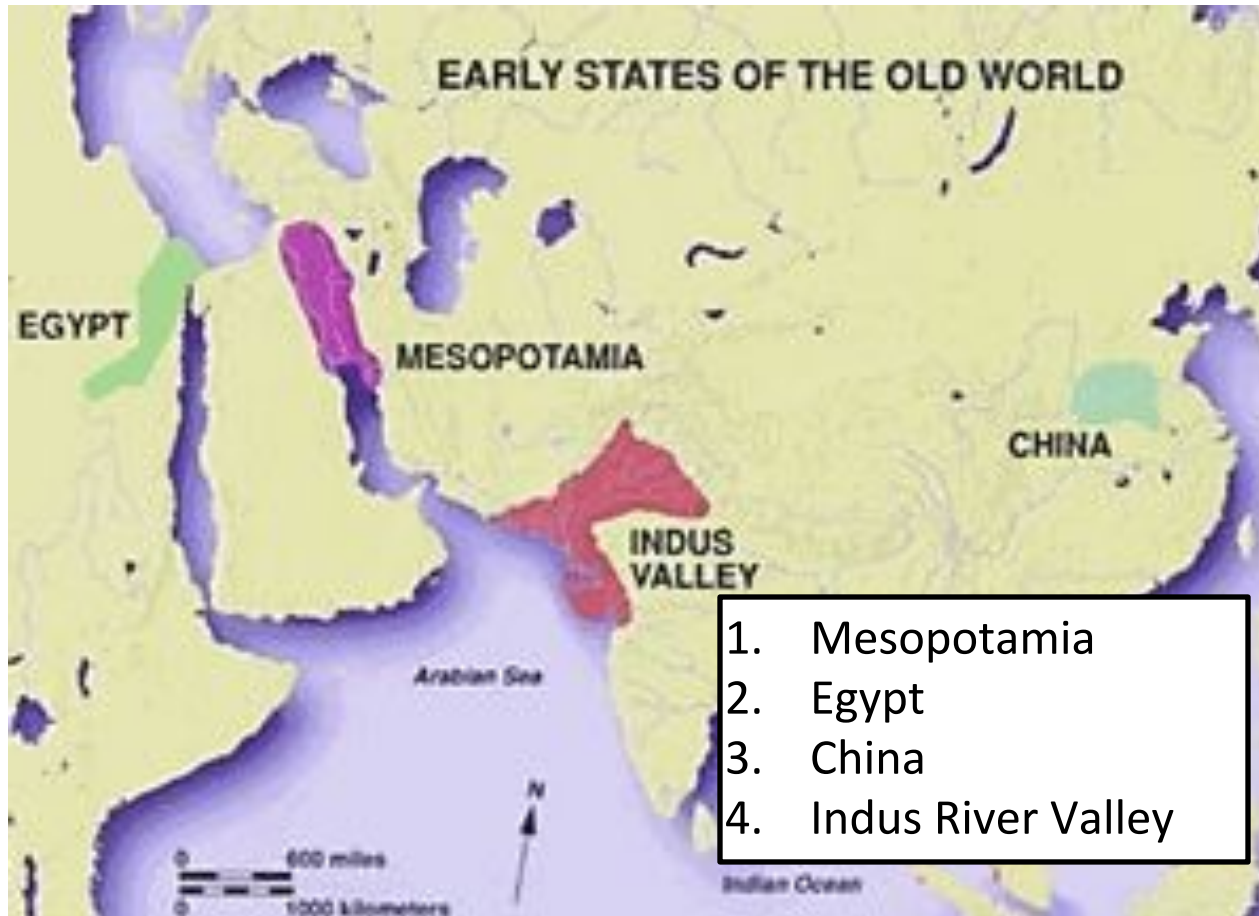 EARLY STATES OF THE OLD WORLD
EGYPT
MESOPOTAMIA
CHINA
INDUS
VALLEY
1. Mesopotamia
2. Egypt
3. China
4. Indus River Valley
Arabian Sea
N
0 600 miles
0 1000 kilometers
Indian Ocean